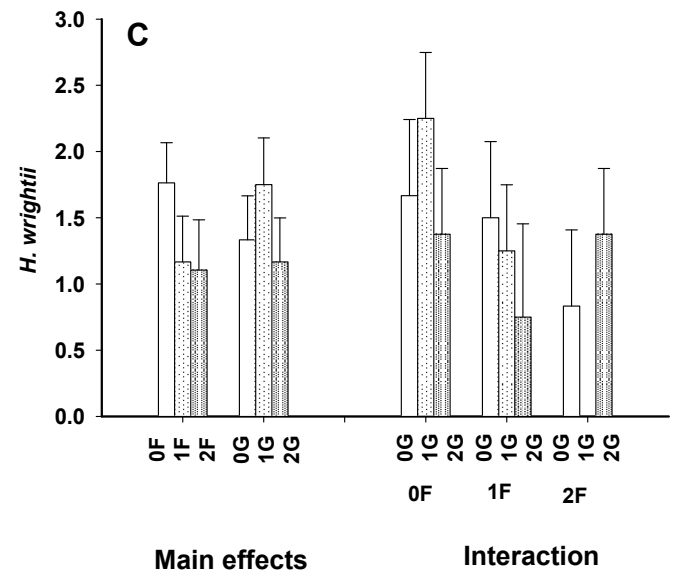 C
3.0
2.5
2.0
1.5
1.0
0.5
0.0
H. wrightii
0F 1F 2F 0G 1G 2G 0G 1G 2G 0G 1G 2G 0G 1G 2G
0F 1F 2F
Main effects Interaction